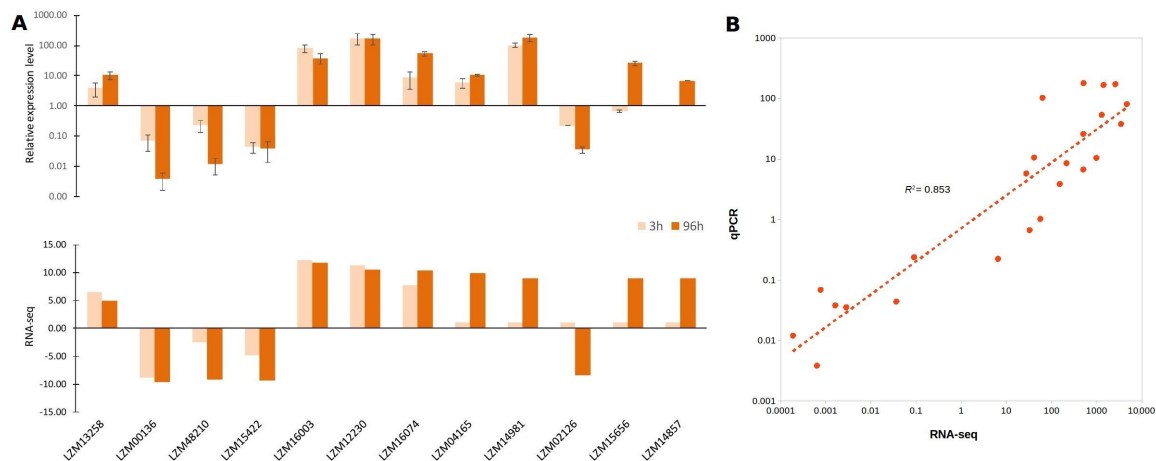 A
Relative expression level
1000.00
100.00
10.00
1.00
0.10
0.01
0.00
3h 96h
RNA-seq
15.00
10.00
5.00
0.00
-5.00
-10.00
-15.00
LZM13258
LZM00136
LZM48210
LZM15422
LZM16003
LZM12230
LZM16074
LZM04165
LZM14981
LZM02126
LZM15656
LZM14857
B
qPCR
1000
100
10
1
0.1
0.01
0.001
R²= 0.853
0.0001 0.001 0.01 0.1 1 10 100 1000 10000
RNA-seq